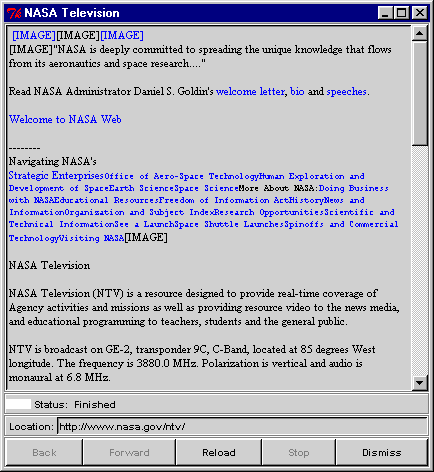 NASA Television
[IMAGE][IMAGE][IMAGE]
[IMAGE]"NASA is deeply committed to spreading the unique knowledge that flows
from its aeronautics and space research...."
Read NASA Administrator Daniel S. Goldin's welcome letter, bio and speeches.
Welcome to NASA Web
--------
Navigating NASA's
Strategic EnterprisesOffice of Aero-Space TechnologyHuman Exploration and
Development of SpaceEarth ScienceSpace ScienceMore About NASA:Doing Business
with NASAEducational ResourcesFreedom of Information ActHistoryNews and
InformationOrganization and Subject IndexResearch OpportunitiesScientific and
Technical InformationSee a LaunchSpace Shuttle LaunchesSpinoffs and Commercial
TechnologyVisiting NASA[IMAGE]
NASA Television
NASA Television (NTV) is a resource designed to provide real-time coverage of
Agency activities and missions as well as providing resource video to the news media,
and educational programming to teachers, students and the general public.
NTV is broadcast on GE-2, transponder 9C, C-Band, located at 85 degrees West
longitude. The frequency is 3880.0 MHz. Polarization is vertical and audio is
monaural at 6.8 MHz.
Status: Finished
Location: http://www.nasa.gov/ntv/
Back Forward Reload Stop Dismiss